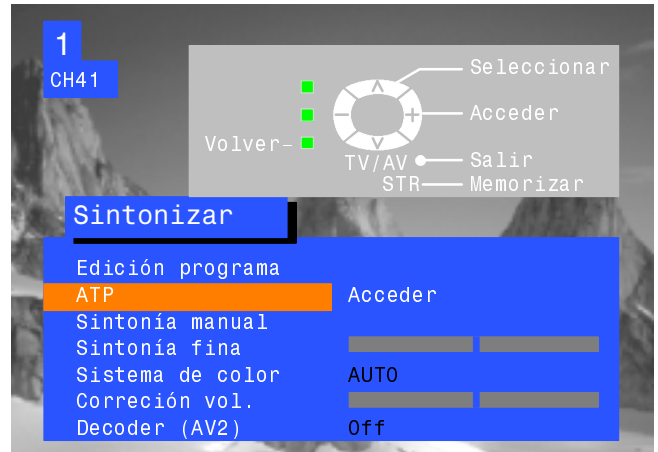 1
CH41
Seleccionar
Acceder
Volver
TV/AV Salir
STR Memorizar
Sintonizar
Edición programa
ATP Acceder
Sintonía manual
Sintonía fina
Sistema de color AUTO
Correción vol.
Decoder (AV2) Off